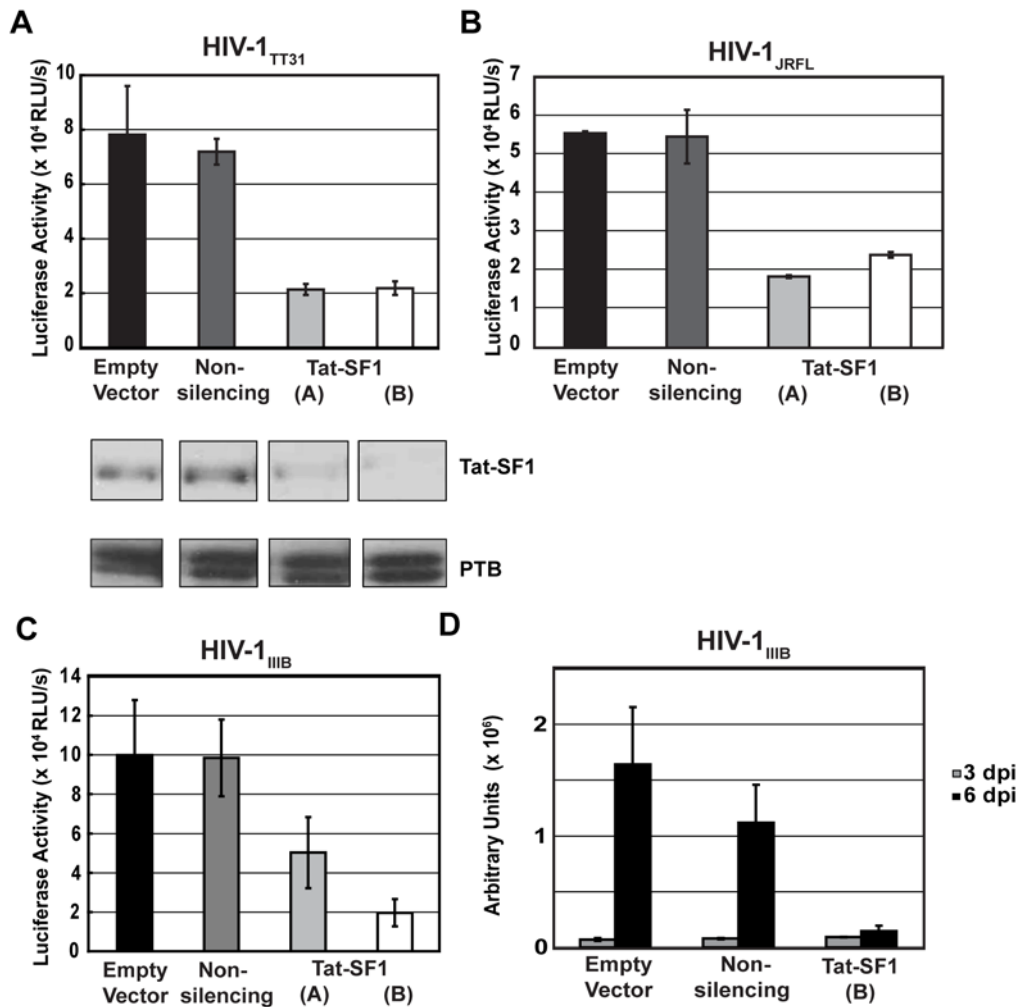 A
HIV-1TT31
Luciferase Activity (x 10⁴ RLU/s)
10
8
6
4
2
0
Empty Vector
Non-silencing
Tat-SF1
(A)
(B)
Tat-SF1
PTB
B
HIV-1JRFL
Luciferase Activity (x 10⁴ RLU/s)
7
6
5
4
3
2
1
0
Empty Vector
Non-silencing
Tat-SF1
(A)
(B)
C
HIV-1IIIB
Luciferase Activity (x 10⁴ RLU/s)
14
12
10
8
6
4
2
0
Empty Vector
Non-silencing
Tat-SF1
(A)
(B)
D
HIV-1IIIB
Arbitrary Units (x 10⁶)
2
1
0
Empty Vector
Non-silencing
Tat-SF1
(B)
3 dpi
6 dpi